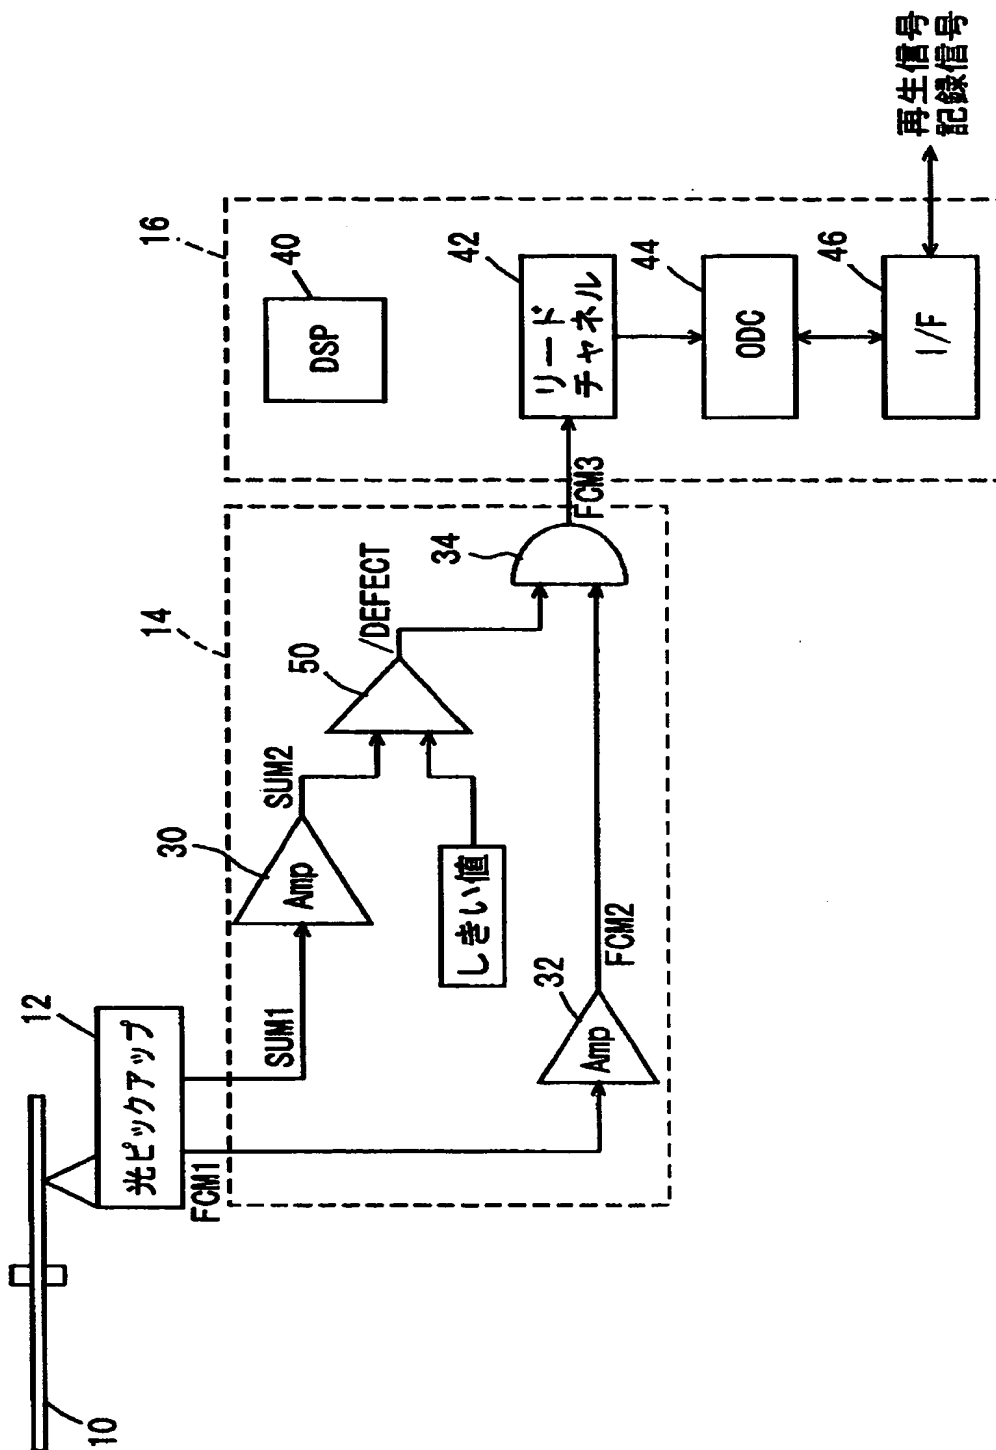 10
12
光ピックアップ
FCM1
SUM1
14
30
Amp
SUM2
50
/DEFECT
しきい値
32
Amp
FCM2
34
FCM3
16
40
DSP
42
リード
チャネル
44
ODC
46
I/F
再生信号
記録信号